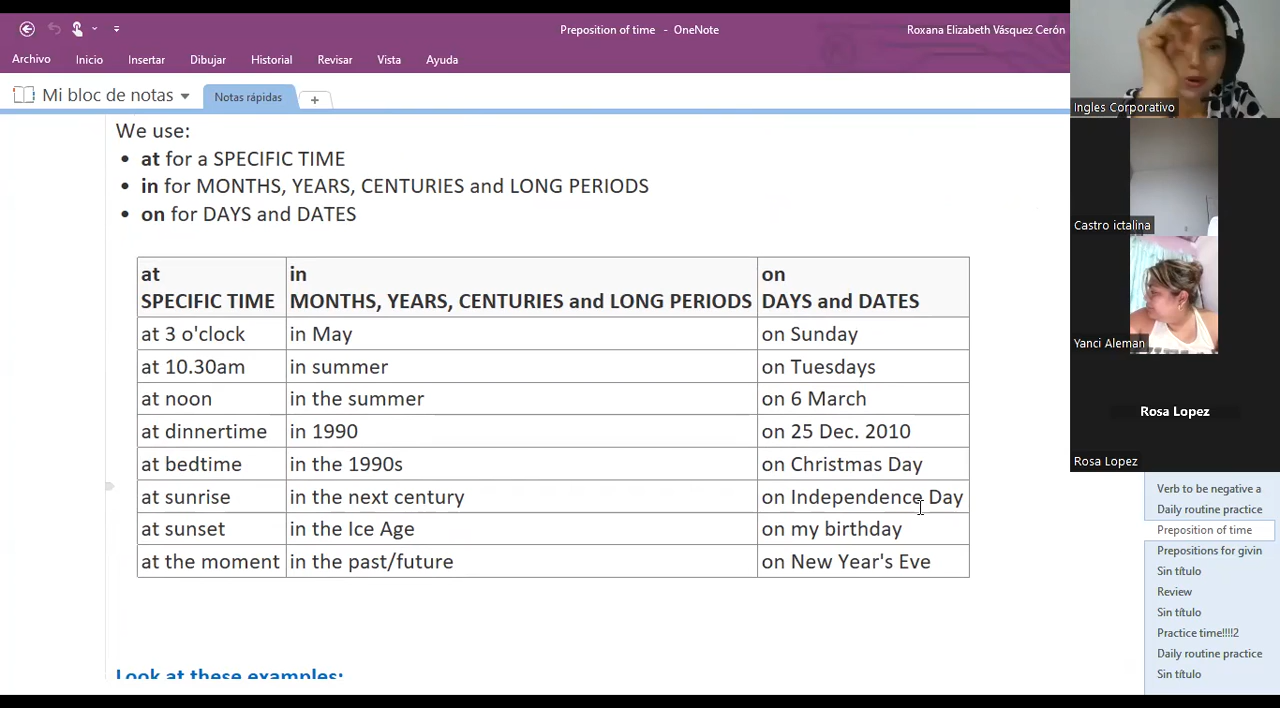 Preposition of time - OneNote
Roxana Elizabeth Vásquez Cerón
Archivo Inicio Insertar Dibujar Historial Revisar Vista Ayuda
Mi bloc de notas
Notas rápidas
We use:
• at for a SPECIFIC TIME
• in for MONTHS, YEARS, CENTURIES and LONG PERIODS
• on for DAYS and DATES
at in on
SPECIFIC TIME MONTHS, YEARS, CENTURIES and LONG PERIODS DAYS and DATES
at 3 o'clock in May on Sunday
at 10.30am in summer on Tuesdays
at noon in the summer on 6 March
at dinnertime in 1990 on 25 Dec. 2010
at bedtime in the 1990s on Christmas Day
at sunrise in the next century on Independence Day
at sunset in the Ice Age on my birthday
at the moment in the past/future on New Year's Eve
Look at these examples:
Ingles Corporativo
Castro ictalina
Yanci Aleman
Rosa Lopez
Rosa Lopez
Verb to be negative a
Daily routine practice
Preposition of time
Prepositions for givin
Sin título
Review
Sin título
Practice time!!!!2
Daily routine practice
Sin título